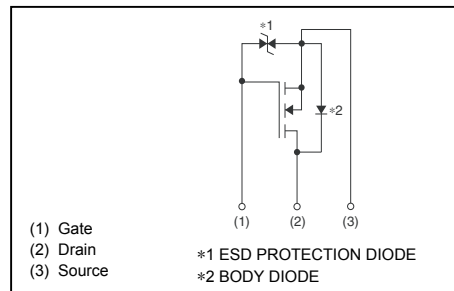 *1
*2
(1) (2) (3)
(1) Gate
(2) Drain
(3) Source
*1 ESD PROTECTION DIODE
*2 BODY DIODE